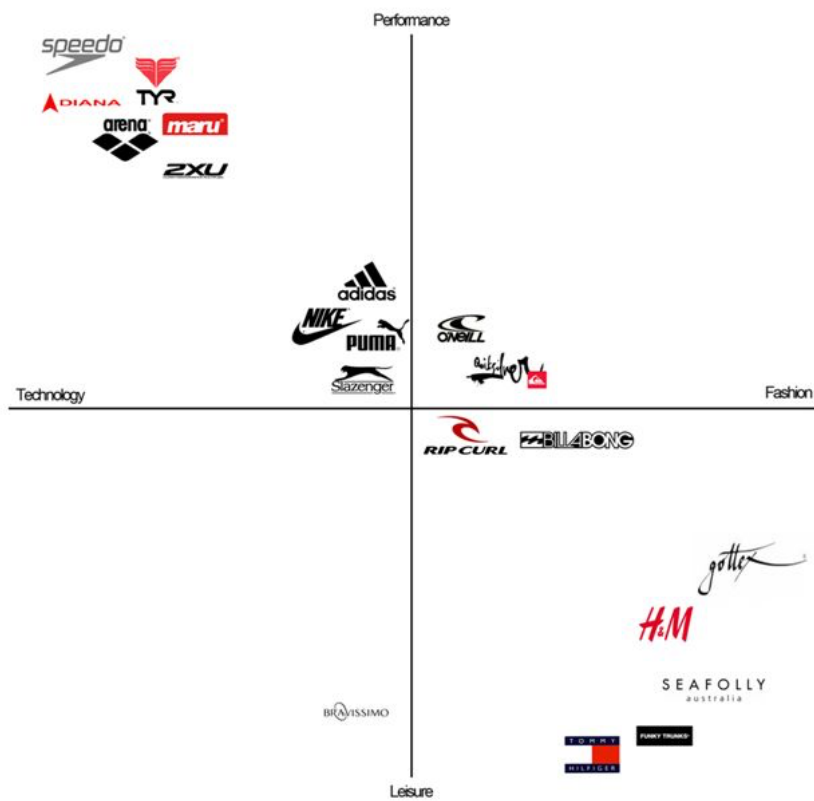 Performance
speedo®
TYR
DIANA
arena®
maru®
2XU
adidas
NIKE
PUMA®
O'NEILL
Slazenger
Quiksilver
Technology
Fashion
RIP CURL
BILLABONG
gottex
H&M
SEAFOLLY
australia
BRAVISSIMO
FUNKY TRUNKS®
TOMMY
HILFIGER
Leisure